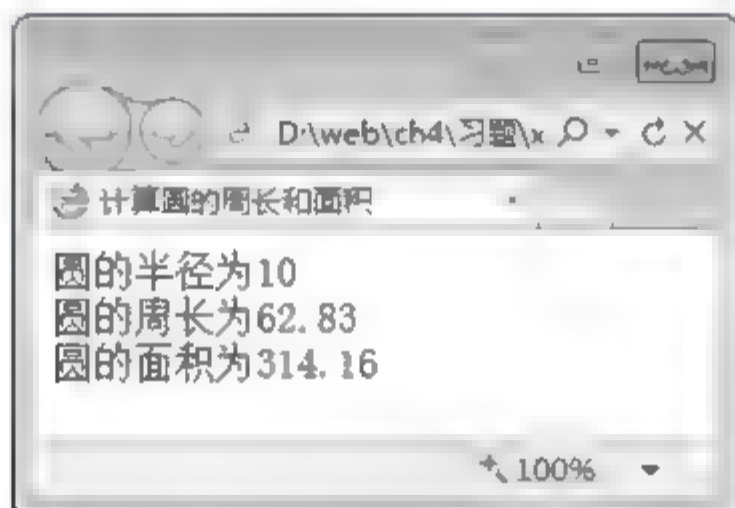 D:\web\ch4\习题\x
计算圆的周长和面积
圆的半径为10
圆的周长为62.83
圆的面积为314.16
100%